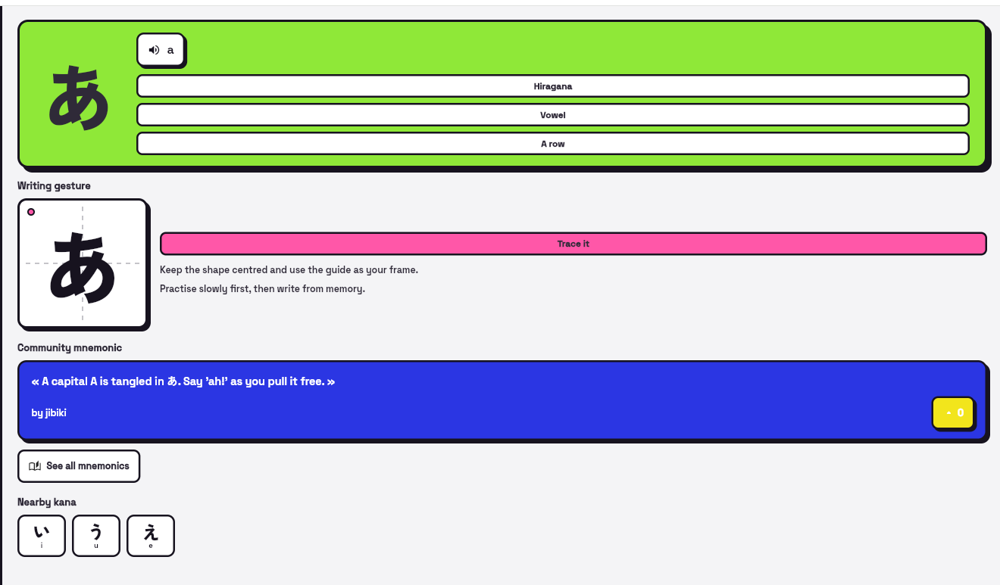 あ
a
Hiragana
Vowel
A row
Writing gesture
あ
Trace it
Keep the shape centred and use the guide as your frame.
Practise slowly first, then write from memory.
Community mnemonic
« A capital A is tangled in あ. Say 'ah!' as you pull it free. »
by jibiki
0
See all mnemonics
Nearby kana
い う え
i u e